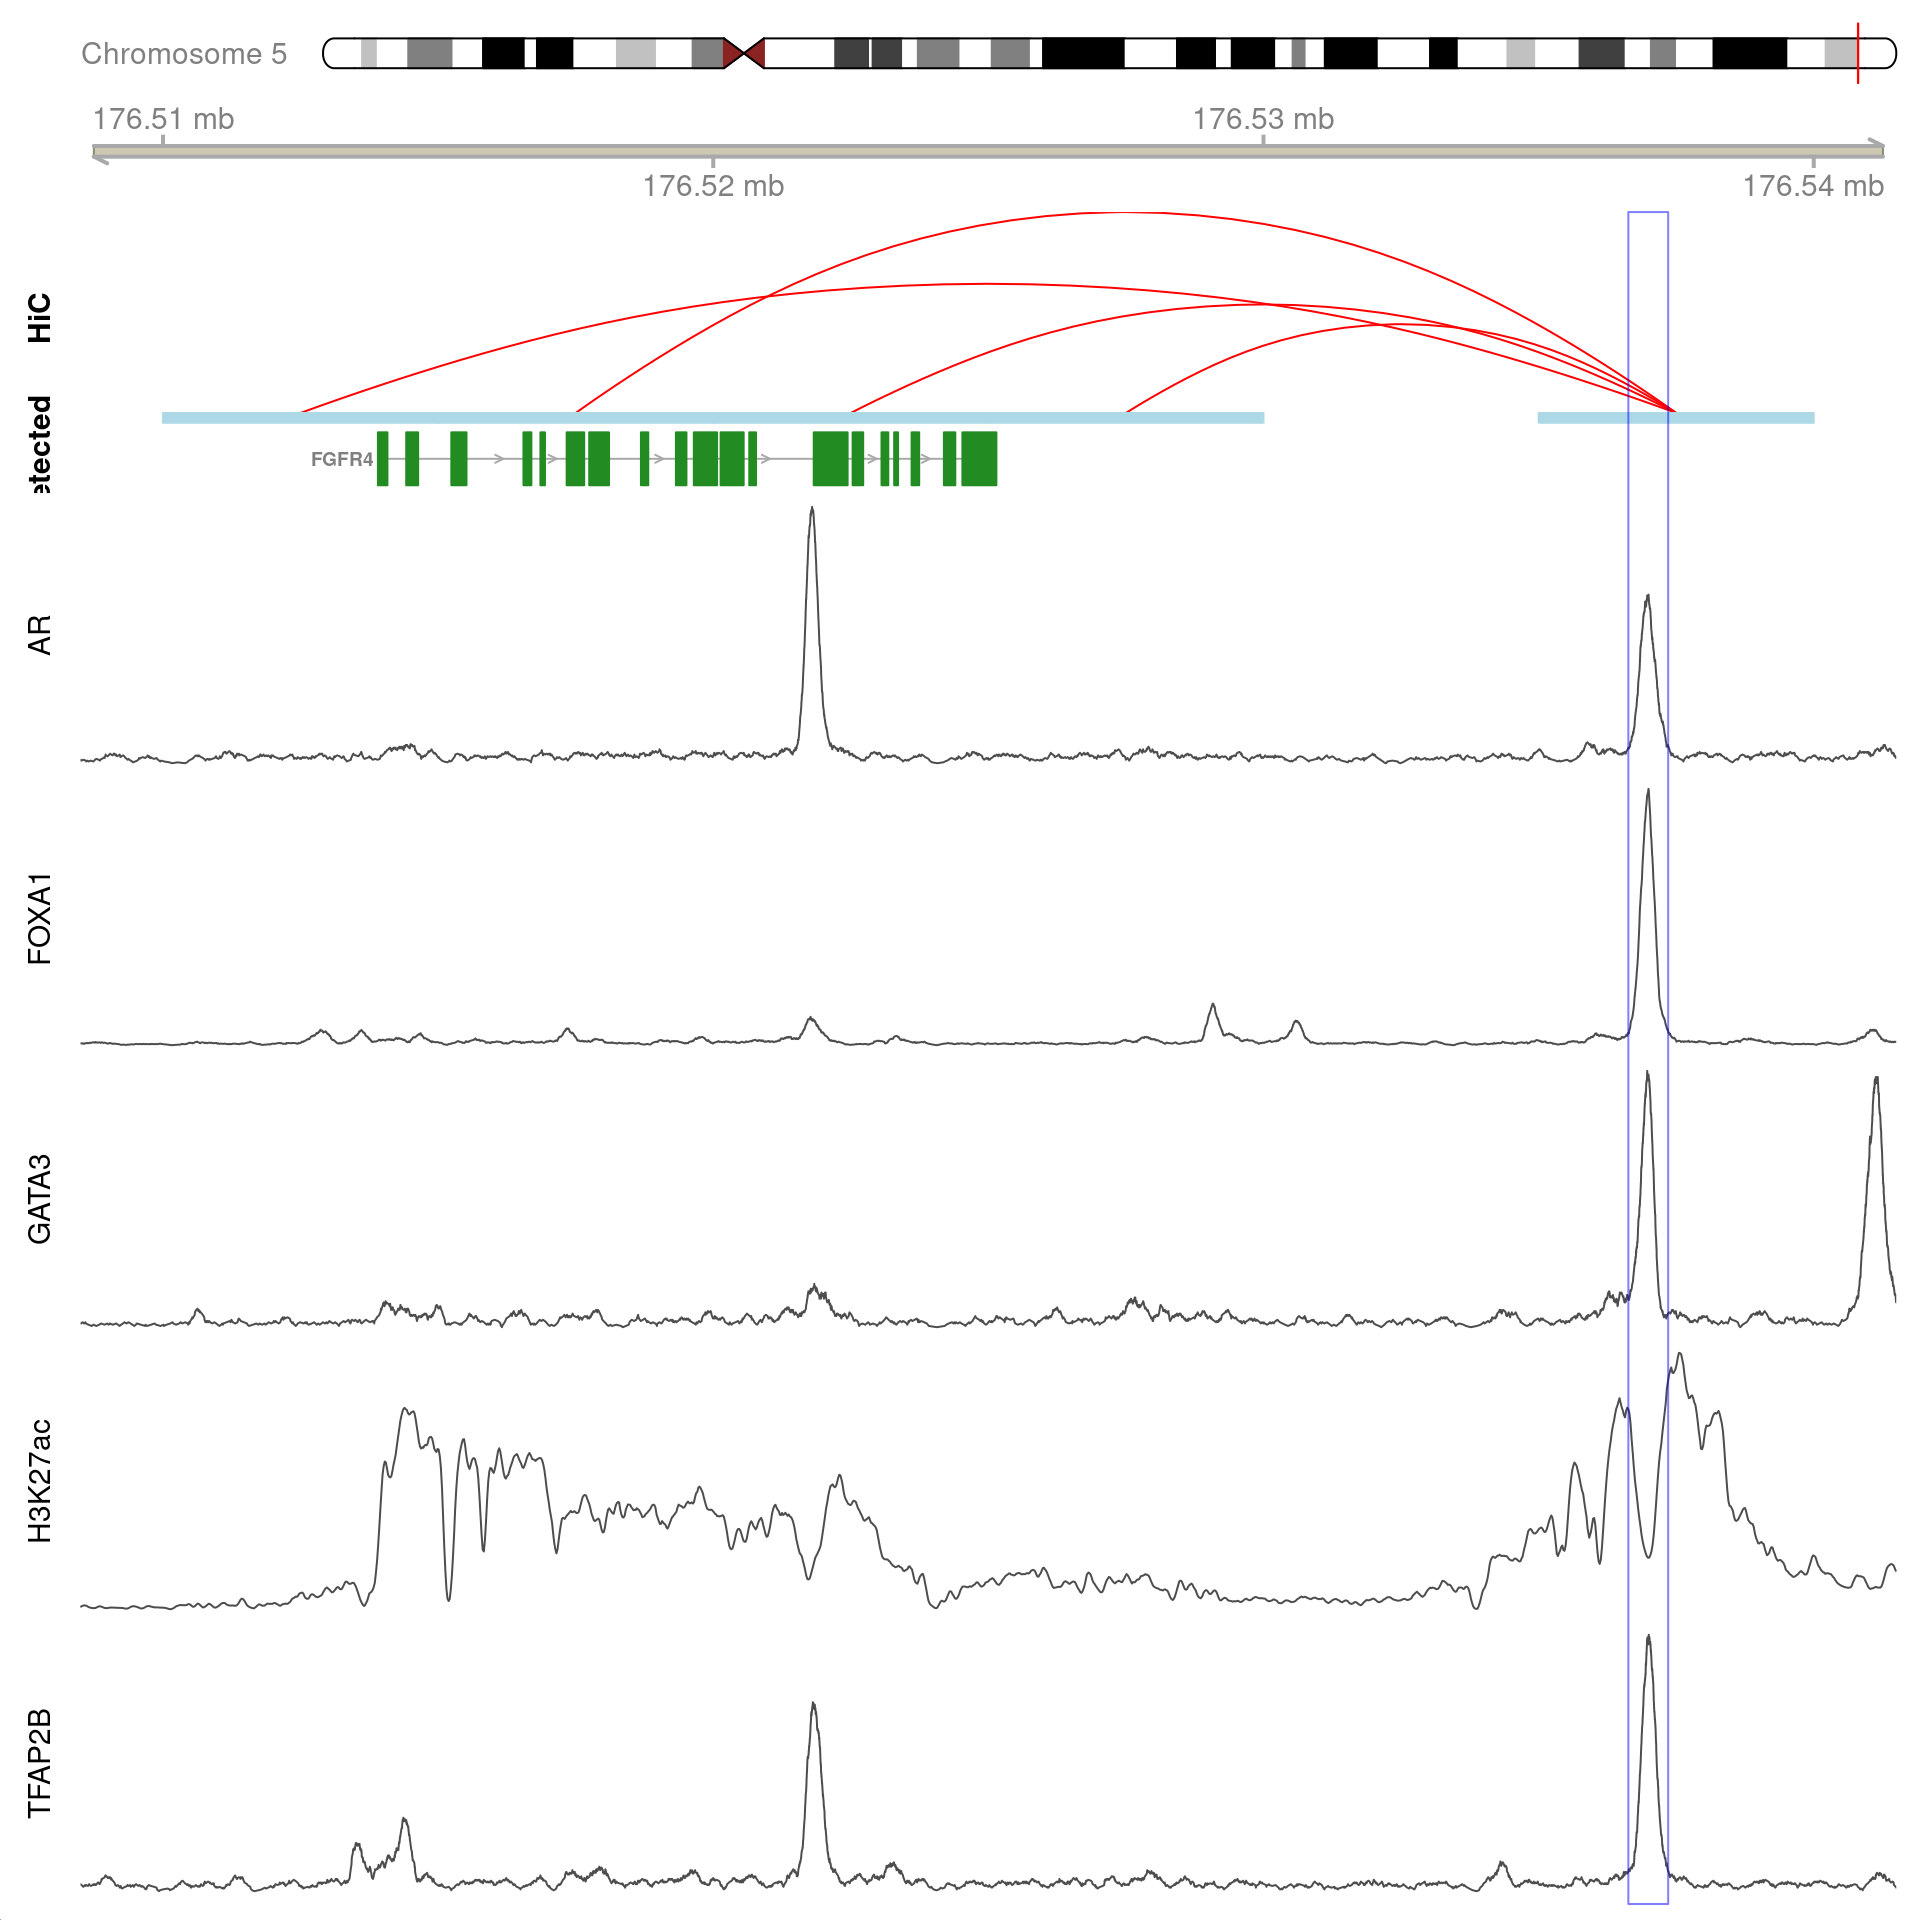 Chromosome 5
176.51 mb
176.53 mb
176.52 mb
176.54 mb
HiC
tected
FGFR4
AR
FOXA1
GATA3
H3K27ac
TFAP2B